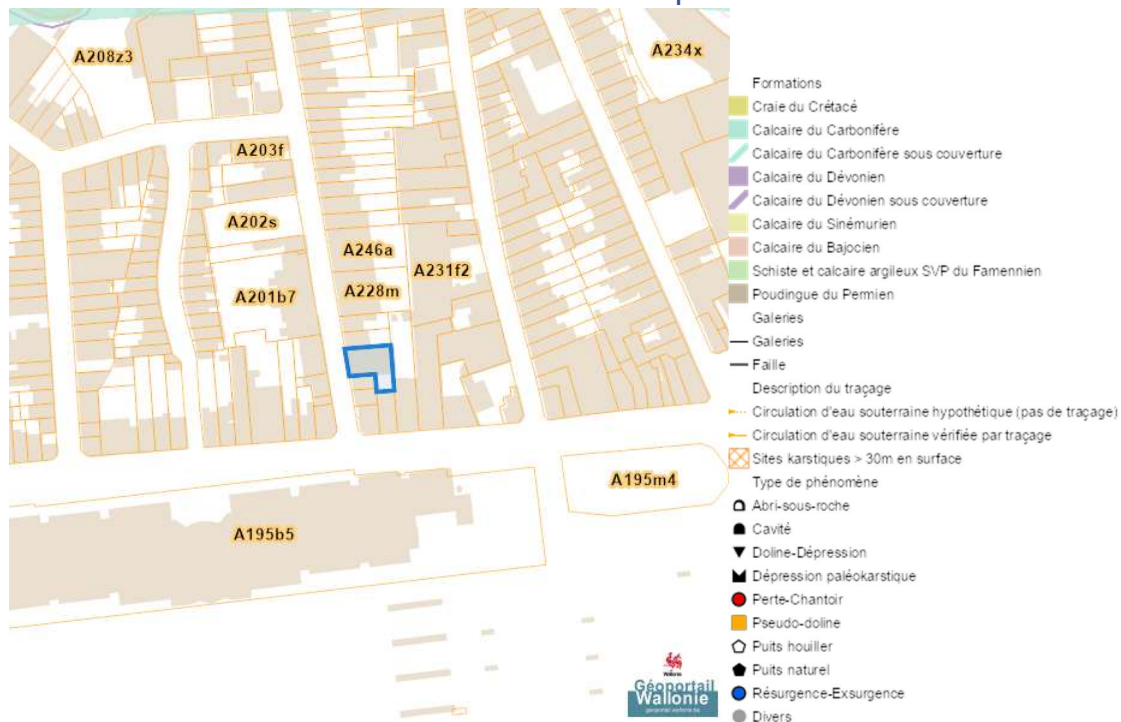 A208z3
A234x
A203f
A202s
A246a
A231f2
A201b7
A228m
A195m4
A195b5
Wallonie
Géoportail
Wallonie
geoportail.wallonie.be
Formations
Craie du Crétacé
Calcaire du Carbonifère
Calcaire du Carbonifère sous couverture
Calcaire du Dévonien
Calcaire du Dévonien sous couverture
Calcaire du Sinémurien
Calcaire du Bajocien
Schiste et calcaire argileux SVP du Famennien
Poudingue du Permien
Galeries
Galeries
Faille
Description du traçage
Circulation d'eau souterraine hypothétique (pas de traçage)
Circulation d'eau souterraine vérifiée par traçage
Sites karstiques > 30m en surface
Type de phénomène
Abri-sous-roche
Cavité
Doline-Dépression
Dépression paléokarstique
Perte-Chantoir
Pseudo-doline
Puits houiller
Puits naturel
Résurgence-Exsurgence
Divers